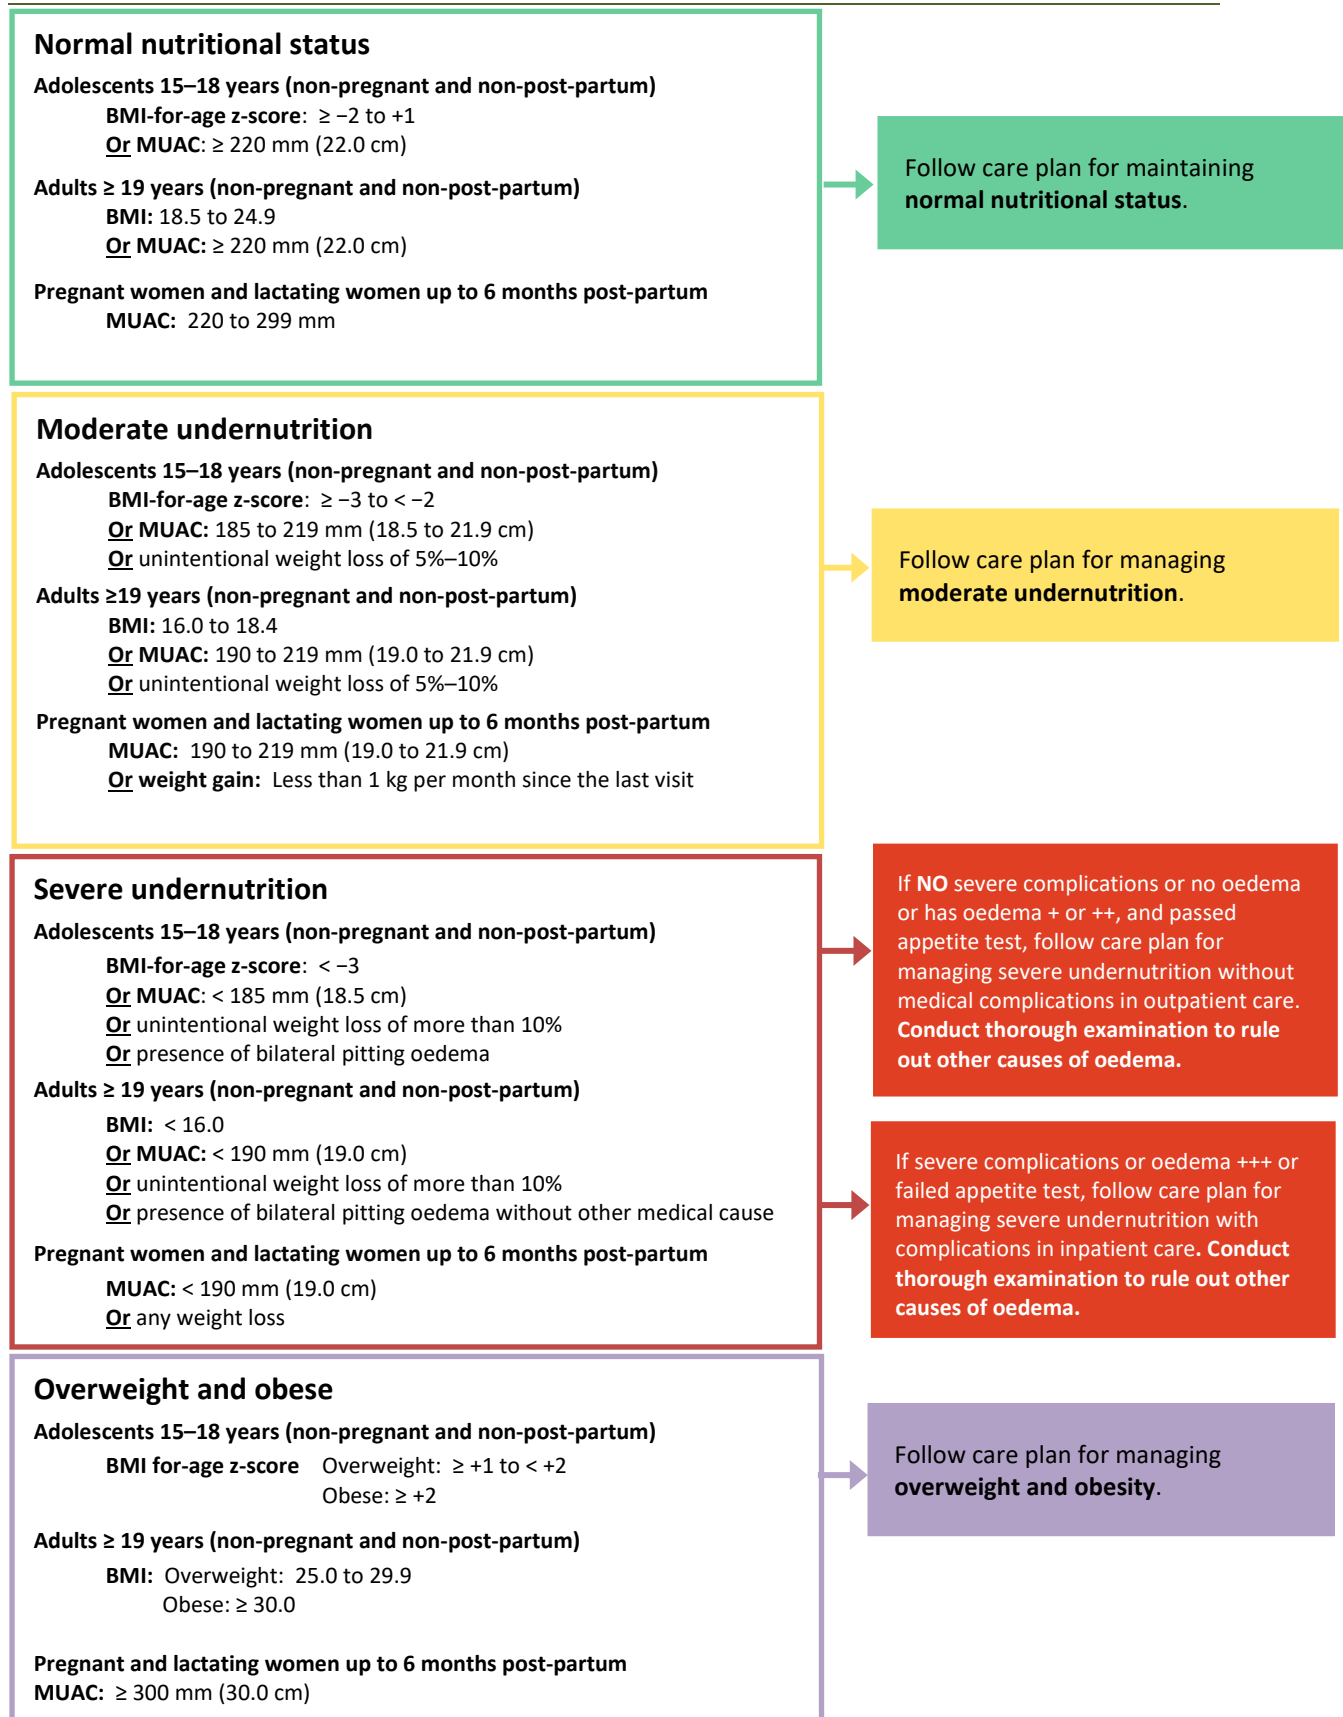 Normal nutritional status
Adolescents 15–18 years (non-pregnant and non-post-partum)
BMI-for-age z-score: ≥ −2 to +1
Or MUAC: ≥ 220 mm (22.0 cm)
Adults ≥ 19 years (non-pregnant and non-post-partum)
BMI: 18.5 to 24.9
Or MUAC: ≥ 220 mm (22.0 cm)
Pregnant women and lactating women up to 6 months post-partum
MUAC: 220 to 299 mm
Follow care plan for maintaining
normal nutritional status.
Moderate undernutrition
Adolescents 15–18 years (non-pregnant and non-post-partum)
BMI-for-age z-score: ≥ −3 to < −2
Or MUAC: 185 to 219 mm (18.5 to 21.9 cm)
Or unintentional weight loss of 5%–10%
Adults ≥19 years (non-pregnant and non-post-partum)
BMI: 16.0 to 18.4
Or MUAC: 190 to 219 mm (19.0 to 21.9 cm)
Or unintentional weight loss of 5%–10%
Pregnant women and lactating women up to 6 months post-partum
MUAC: 190 to 219 mm (19.0 to 21.9 cm)
Or weight gain: Less than 1 kg per month since the last visit
Follow care plan for managing
moderate undernutrition.
Severe undernutrition
Adolescents 15–18 years (non-pregnant and non-post-partum)
BMI-for-age z-score: < −3
Or MUAC: < 185 mm (18.5 cm)
Or unintentional weight loss of more than 10%
Or presence of bilateral pitting oedema
Adults ≥ 19 years (non-pregnant and non-post-partum)
BMI: < 16.0
Or MUAC: < 190 mm (19.0 cm)
Or unintentional weight loss of more than 10%
Or presence of bilateral pitting oedema without other medical cause
Pregnant women and lactating women up to 6 months post-partum
MUAC: < 190 mm (19.0 cm)
Or any weight loss
If NO severe complications or no oedema
or has oedema + or ++, and passed
appetite test, follow care plan for
managing severe undernutrition without
medical complications in outpatient care.
Conduct thorough examination to rule
out other causes of oedema.
If severe complications or oedema +++ or
failed appetite test, follow care plan for
managing severe undernutrition with
complications in inpatient care. Conduct
thorough examination to rule out other
causes of oedema.
Overweight and obese
Adolescents 15–18 years (non-pregnant and non-post-partum)
BMI for-age z-score Overweight: ≥ +1 to < +2
Obese: ≥ +2
Adults ≥ 19 years (non-pregnant and non-post-partum)
BMI: Overweight: 25.0 to 29.9
Obese: ≥ 30.0
Pregnant and lactating women up to 6 months post-partum
MUAC: ≥ 300 mm (30.0 cm)
Follow care plan for managing
overweight and obesity.